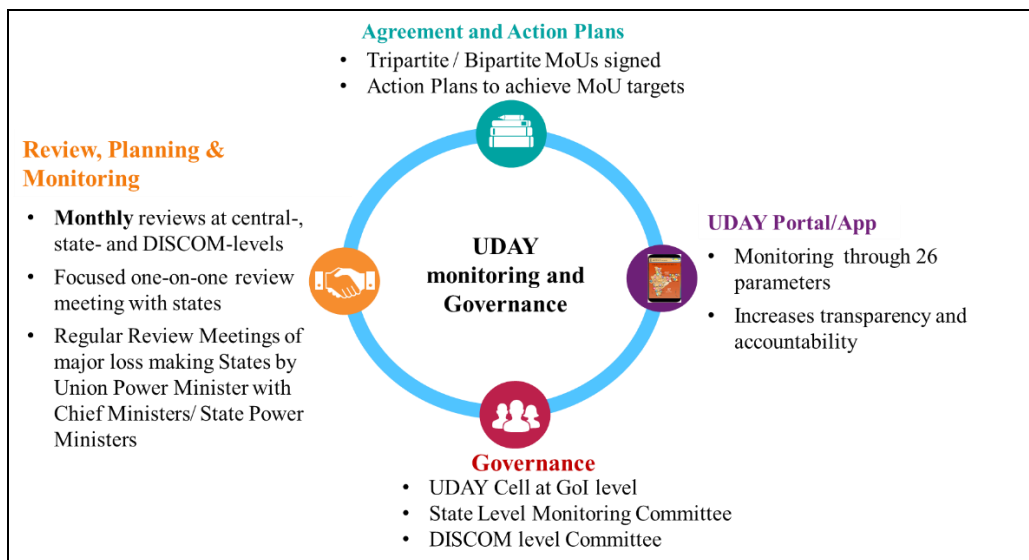 Agreement and Action Plans
• Tripartite / Bipartite MoUs signed
• Action Plans to achieve MoU targets
Review, Planning &
Monitoring
• Monthly reviews at central-,
state- and DISCOM-levels
• Focused one-on-one review
meeting with states
• Regular Review Meetings of
major loss making States by
Union Power Minister with
Chief Ministers/ State Power
Ministers
UDAY
monitoring and
Governance
UDAY Portal/App
• Monitoring through 26
parameters
• Increases transparency and
accountability
Governance
• UDAY Cell at GoI level
• State Level Monitoring Committee
• DISCOM level Committee